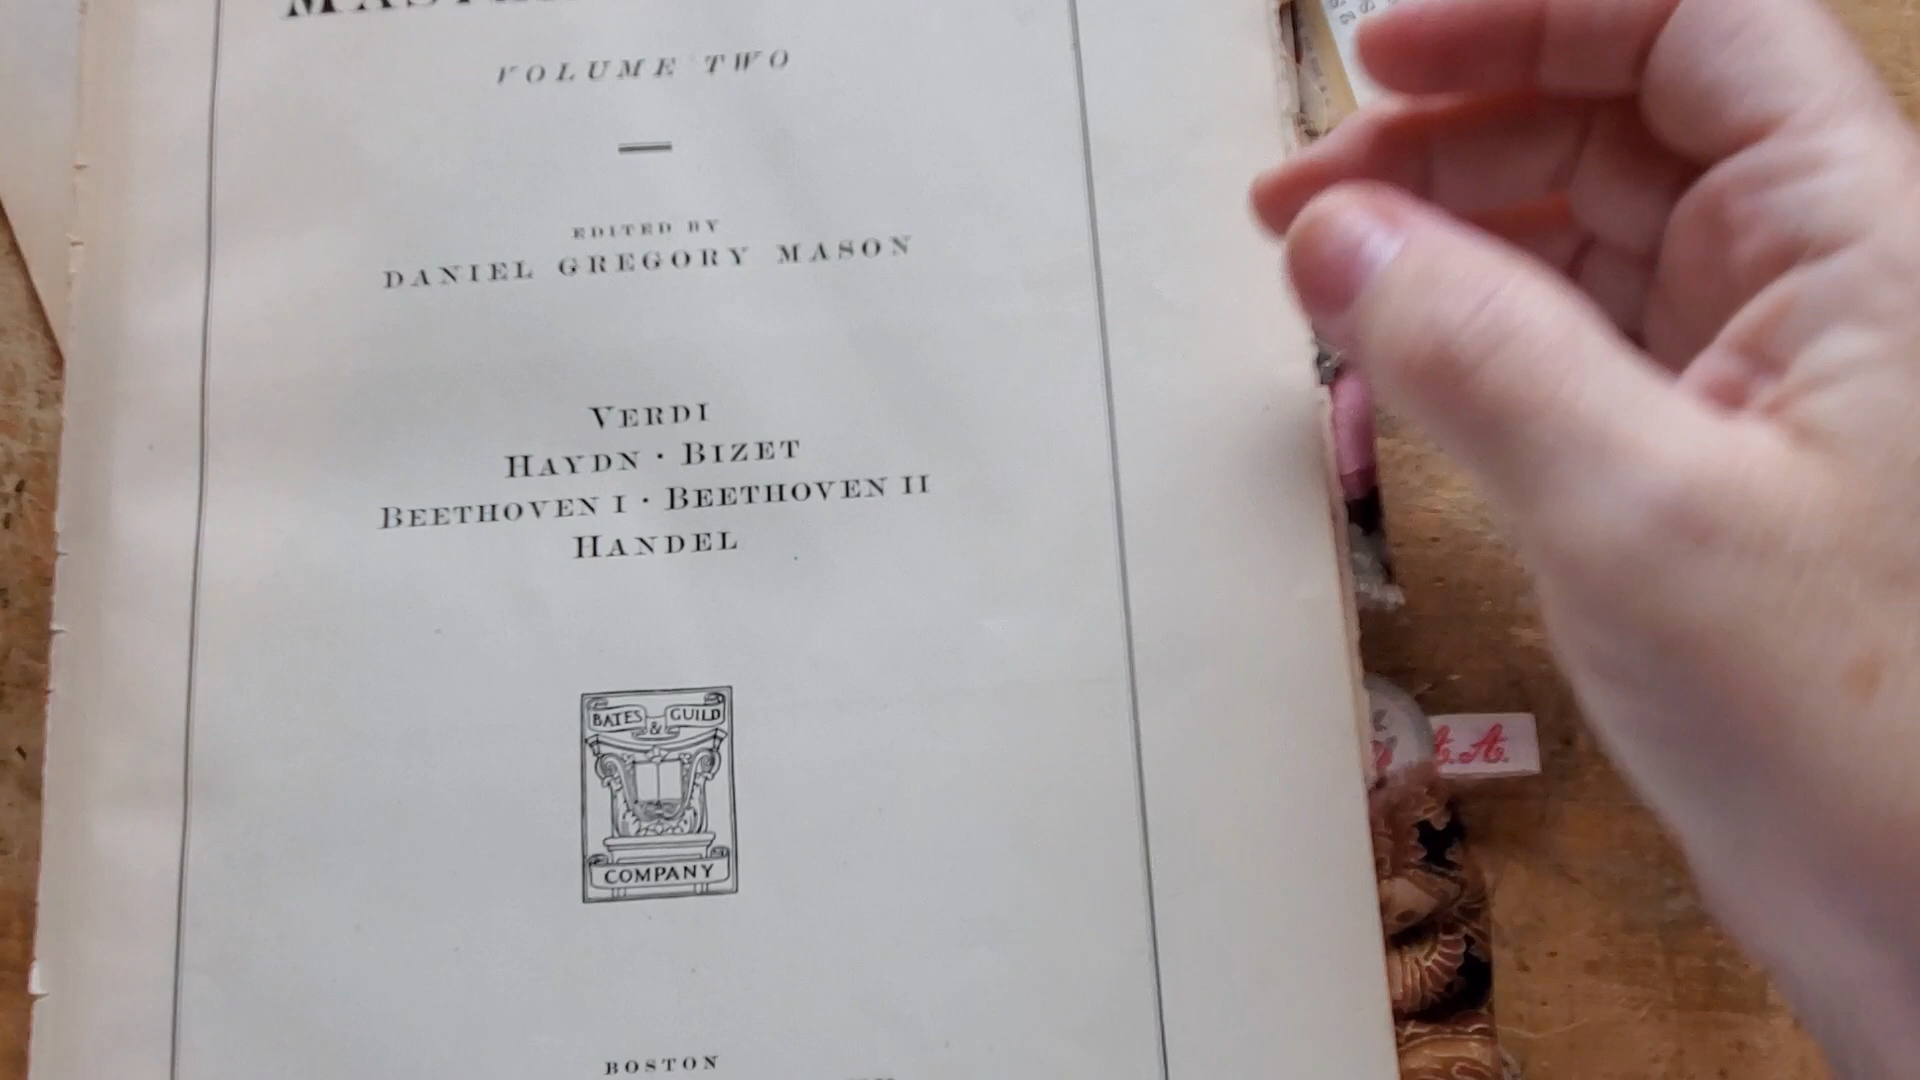 VOLUME TWO
EDITED BY
DANIEL GREGORY MASON
VERDI
HAYDN · BIZET
BEETHOVEN I · BEETHOVEN II
HANDEL
BATES & GUILD
COMPANY
BOSTON